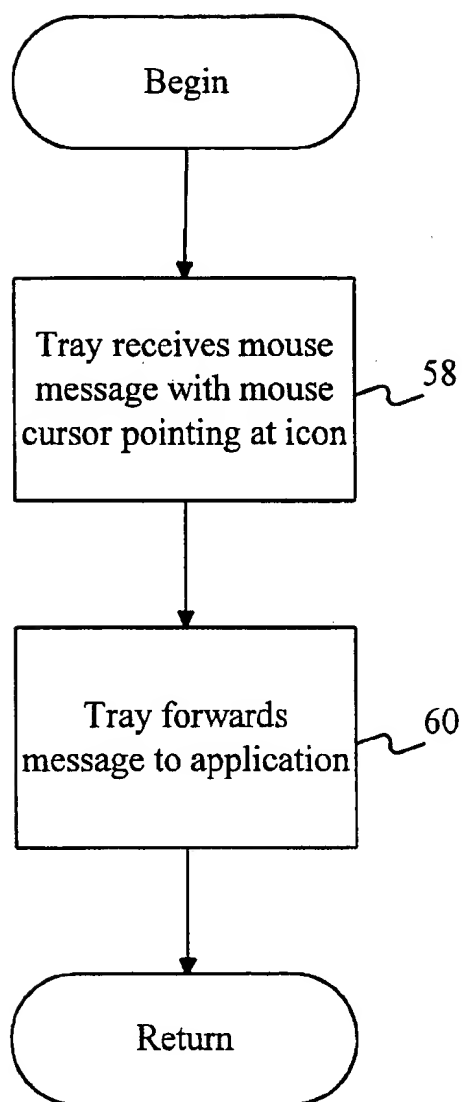 Begin
Tray receives mouse
message with mouse
cursor pointing at icon
58
Tray forwards
message to application
60
Return